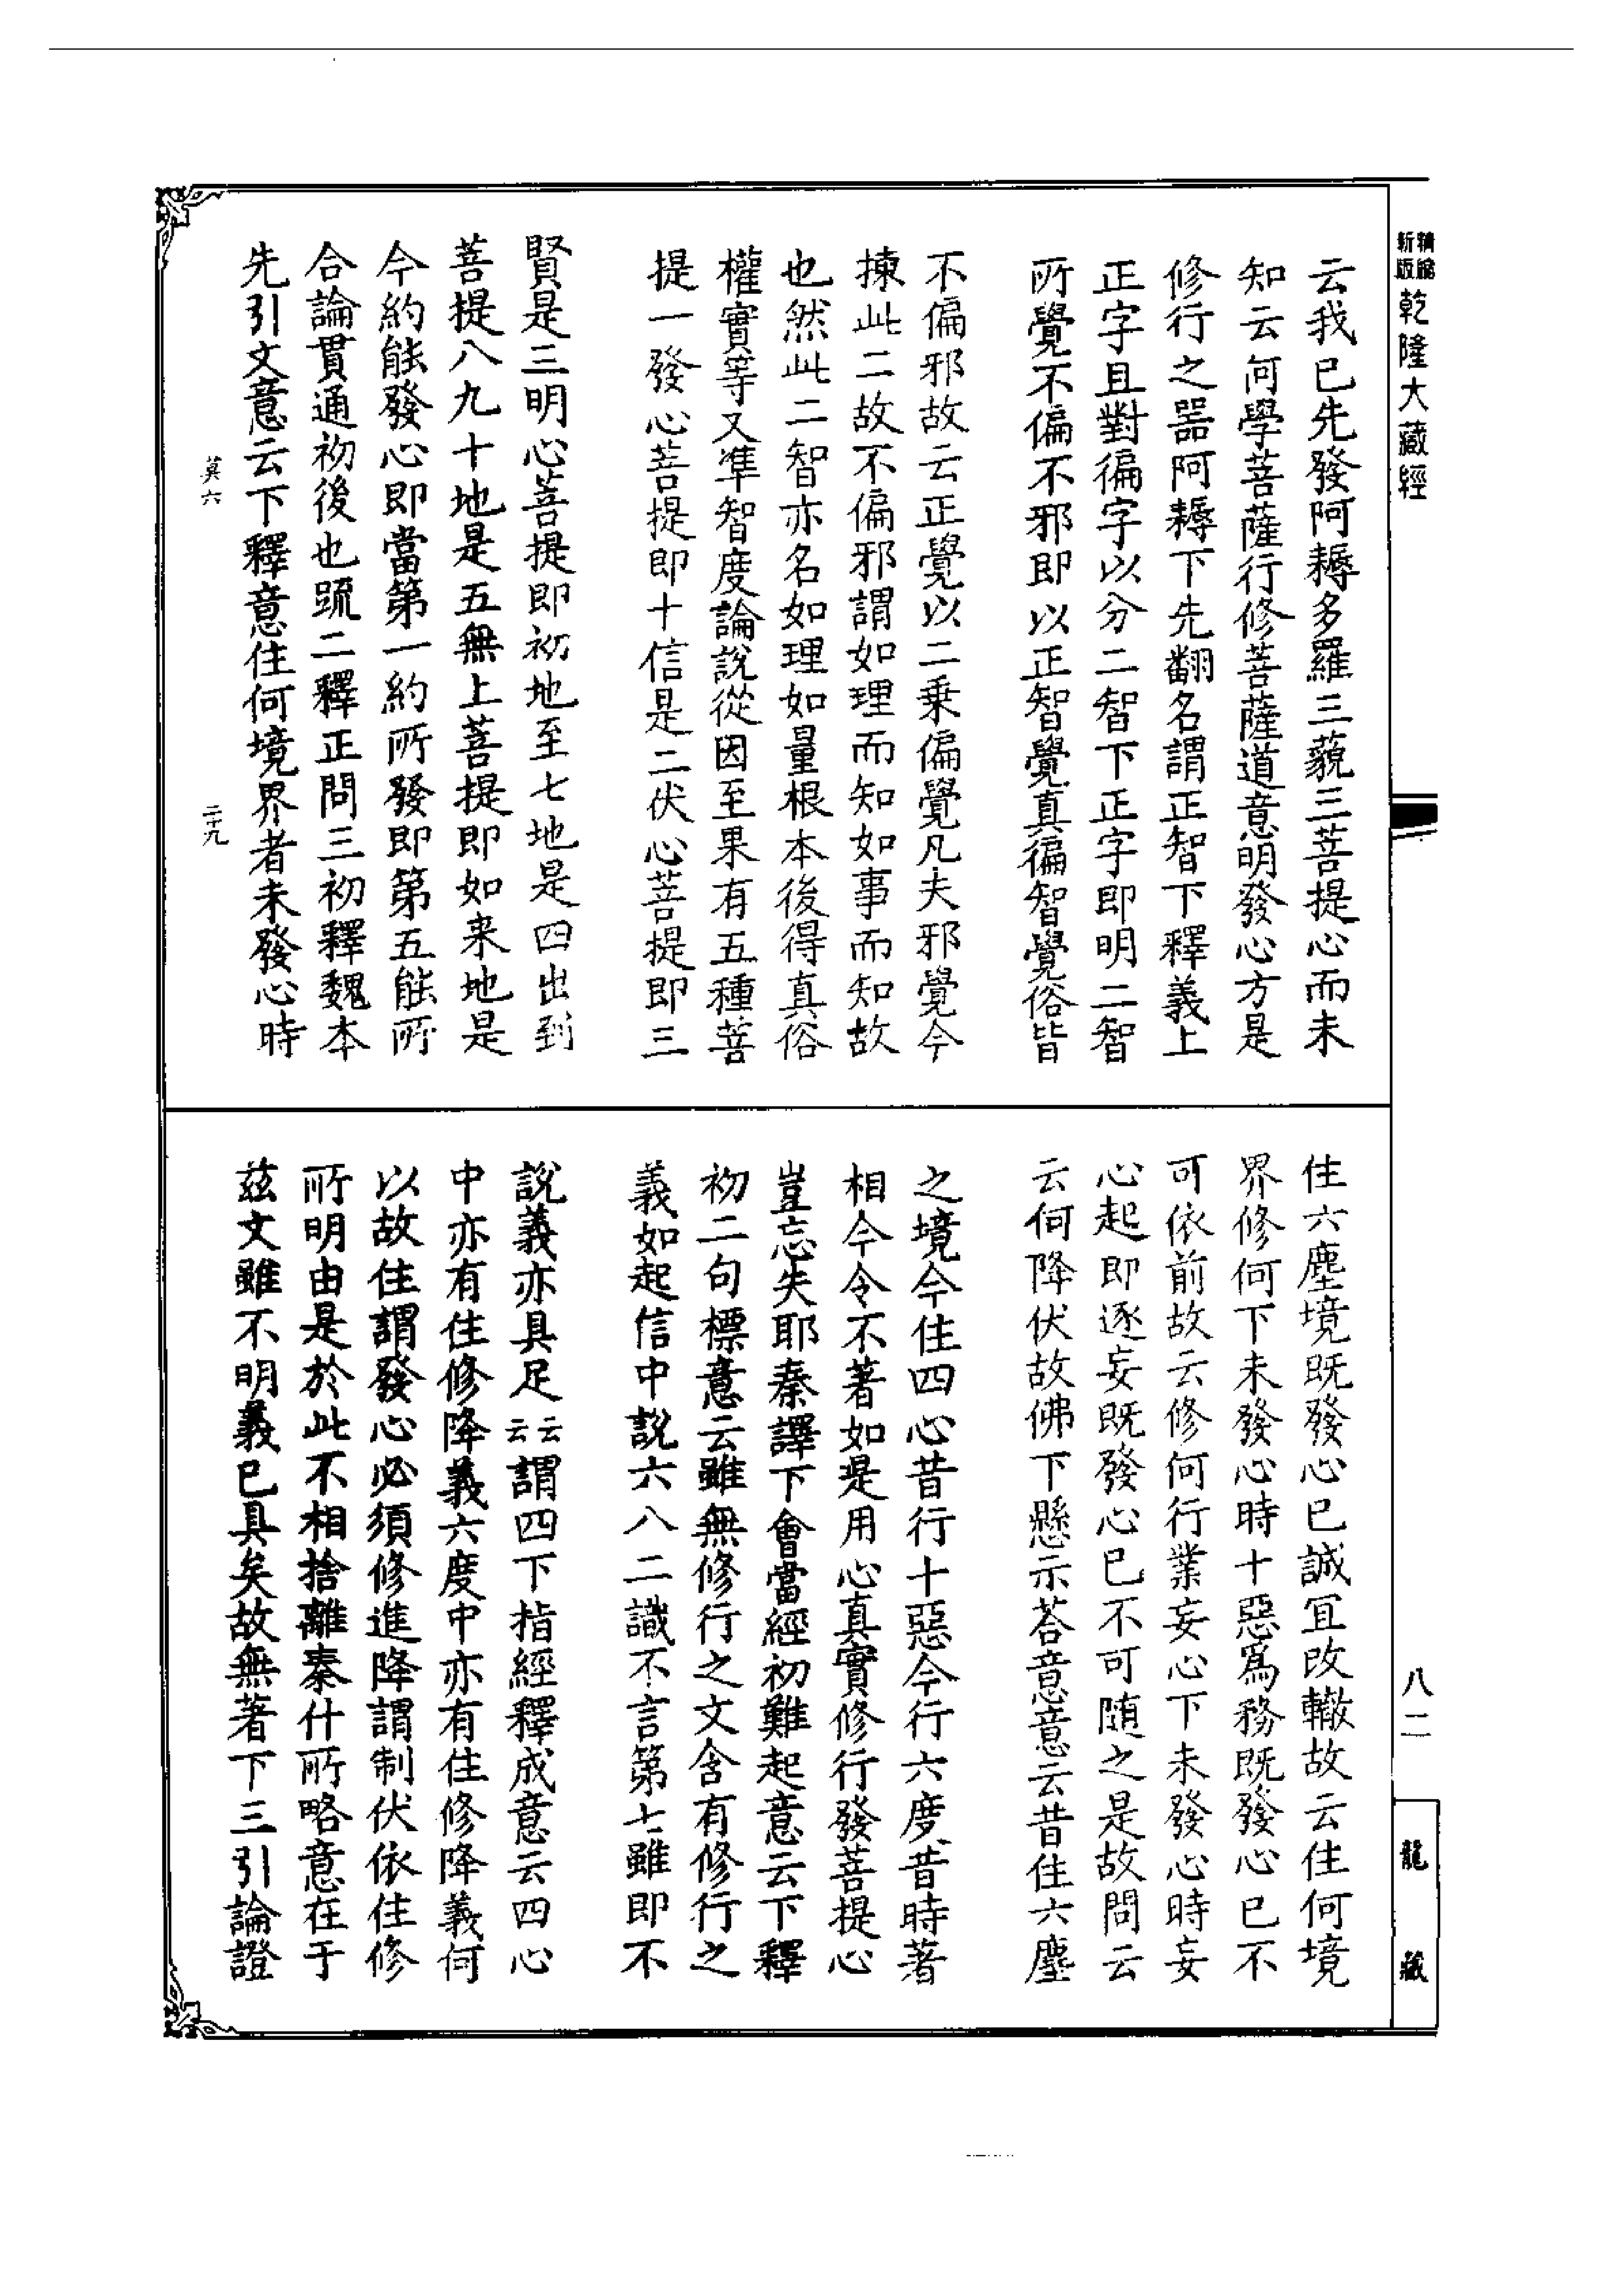 精縮
新版
乾隆大藏經
云我已先發阿耨多羅三藐三菩提心而未
知云何學菩薩行修菩薩道意明發心方是
修行之器阿耨下先翻名謂正智下釋義上
正字且對徧字以分二智下正字即明二智
所覺不偏不邪即以正智覺真徧智覺俗皆
不偏邪故云正覺以二乗偏覺凡夫邪覺今
揀此二故不偏邪謂如理而知如事而知故
也然此二智亦名如理如量根本後得真俗
權實等又準智度論說從因至果有五種菩
提一發心菩提即十信是二伏心菩提即三
賢是三明心菩提即初地至七地是四出到
菩提八九十地是五無上菩提即如来地是
今約能發心即當第一約所發即第五能所
合論貫通初後也䟽二釋正問三初釋魏本
先引文意云下釋意住何境界者未發心時
莫六
二十九
住六塵境既發心已誠冝改轍故云住何境
界修何下未發心時十惡爲務既發心已不
可依前故云修何行業妄心下未發心時妄
心起即逐妄既發心已不可随之是故問云
云何降伏故佛下懸示荅意意云昔住六塵
之境今住四心昔行十惡今行六度昔時著
相今令不著如是用心真實修行發菩提心
豈忘失耶秦譯下會當經初難起意云下釋
初二句標意云雖無修行之文含有修行之
義如起信中說六八二識不言第七雖即不
說義亦具足云云謂四下指經釋成意云四心
中亦有住修降義六度中亦有住修降義何
以故住謂發心必須修進降謂制伏依住修
所明由是於此不相捨離秦什所略意在于
茲文雖不明義已具矣故無著下三引論證
八二
龍藏